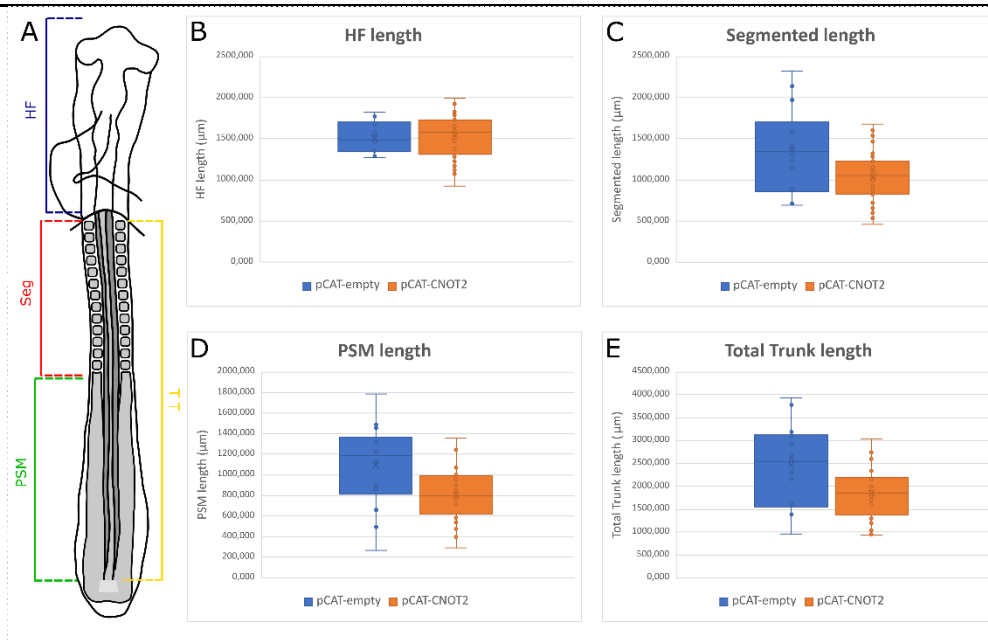 A
HF
Seg
PSM
TT
B
HF length
2500,000
2000,000
1500,000
1000,000
500,000
0,000
HF length (µm)
pCAT-empty pCAT-CNOT2
C
Segmented length
2500,000
2000,000
1500,000
1000,000
500,000
0,000
Segmented length (µm)
pCAT-empty pCAT-CNOT2
D
PSM length
2000,000
1800,000
1600,000
1400,000
1200,000
1000,000
800,000
600,000
400,000
200,000
0,000
PSM length (µm)
pCAT-empty pCAT-CNOT2
E
Total Trunk length
4500,000
4000,000
3500,000
3000,000
2500,000
2000,000
1500,000
1000,000
500,000
0,000
Total Trunk length (µm)
pCAT-empty pCAT-CNOT2